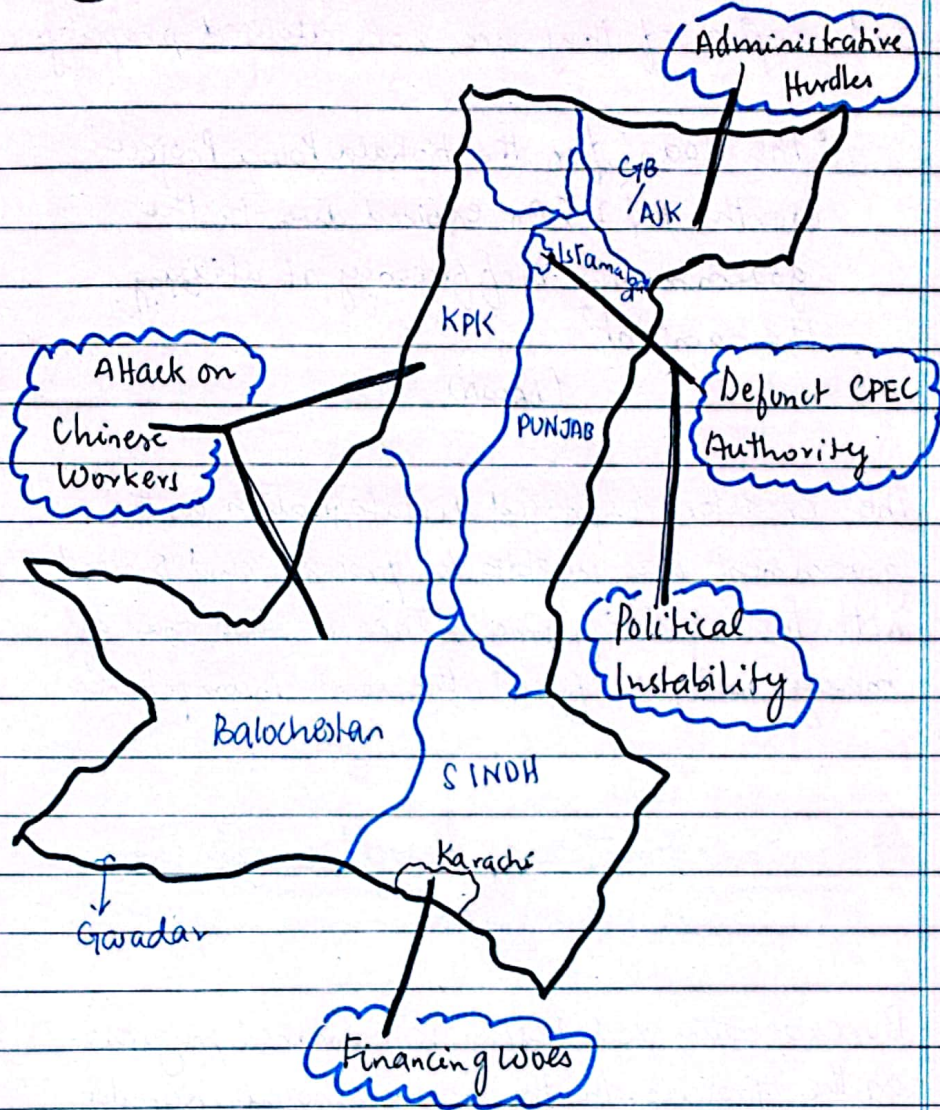 Administrative
Hurdles
GB
/
AJK
Islamabad
KPK
Attack on
Chinese
Workers
PUNJAB
Defunct CPEC
Authority
Political
Instability
Balochestan
SINDH
Karachi
Gwadar
Financing Woes